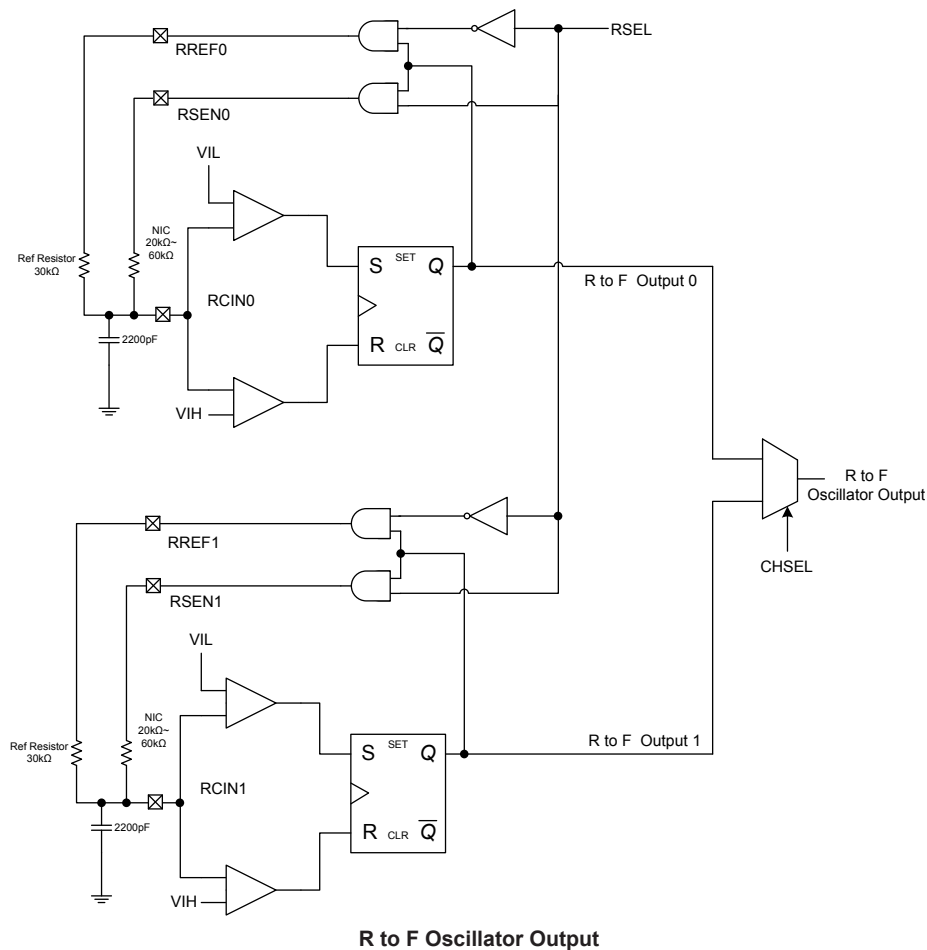 RSEL
RREF0
RSEN0
VIL
NIC
20kΩ~
60kΩ
Ref Resistor
30kΩ
RCIN0
2200pF
VIH
S SET Q
R CLR Q̅
R to F Output 0
R to F
Oscillator Output
CHSEL
RREF1
RSEN1
VIL
NIC
20kΩ~
60kΩ
Ref Resistor
30kΩ
RCIN1
2200pF
VIH
S SET Q
R CLR Q̅
R to F Output 1
R to F Oscillator Output